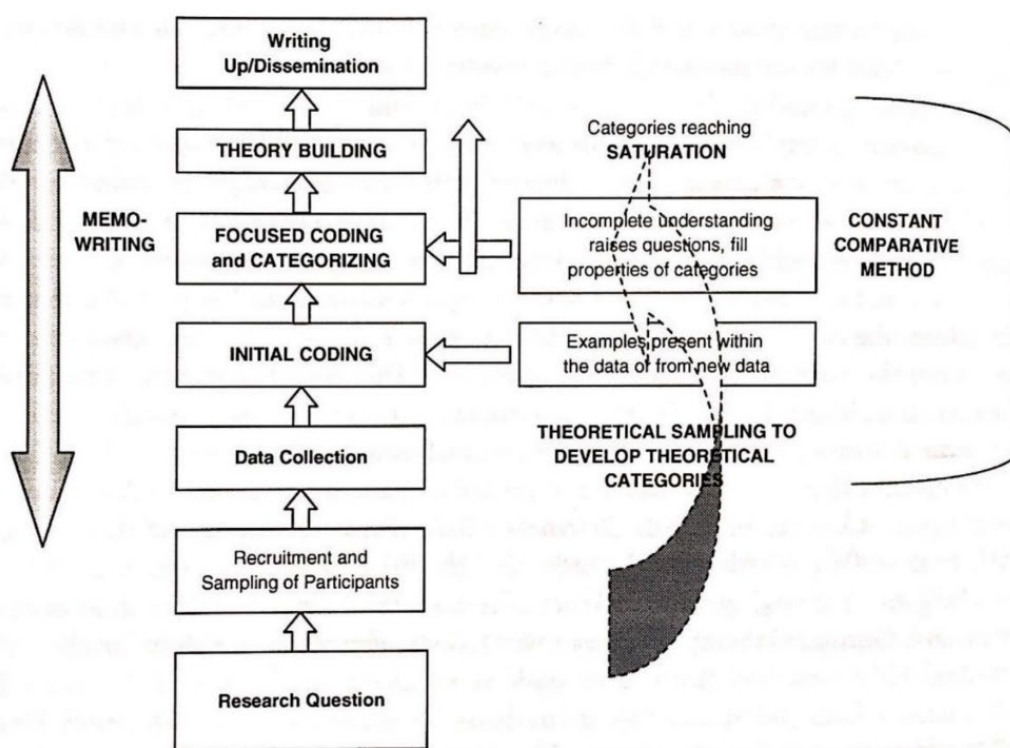 Writing
Up/Dissemination
THEORY BUILDING
MEMO-
WRITING
FOCUSED CODING
and CATEGORIZING
INITIAL CODING
Data Collection
Recruitment and
Sampling of Participants
Research Question
Categories reaching
SATURATION
Incomplete understanding
raises questions, fill
properties of categories
Examples present within
the data of from new data
THEORETICAL SAMPLING TO
DEVELOP THEORETICAL
CATEGORIES
CONSTANT
COMPARATIVE
METHOD